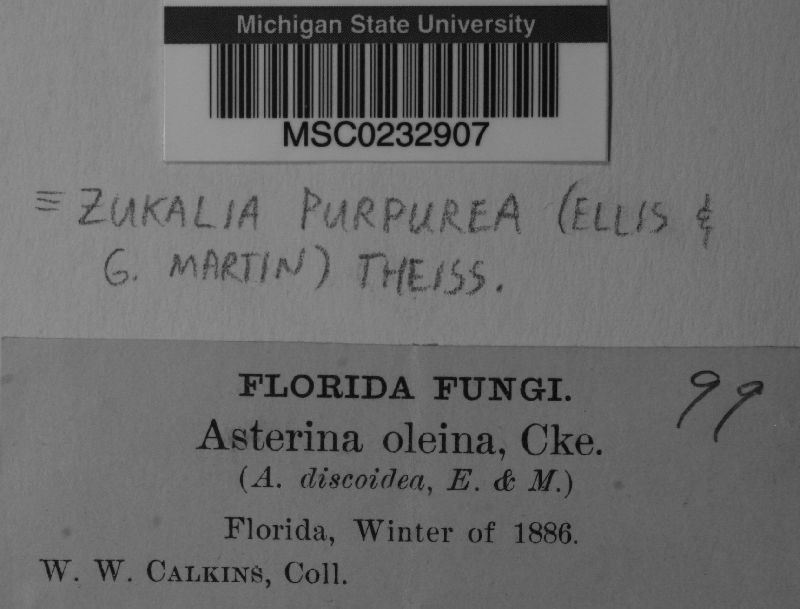 Michigan State University
MSC0232907
≡ ZUKALIA PURPUREA (ELLIS &
G. MARTIN) THEISS.
FLORIDA FUNGI.
99
Asterina oleina, Cke.
(A. discoidea, E. & M.)
Florida, Winter of 1886.
W. W. CALKINS, Coll.